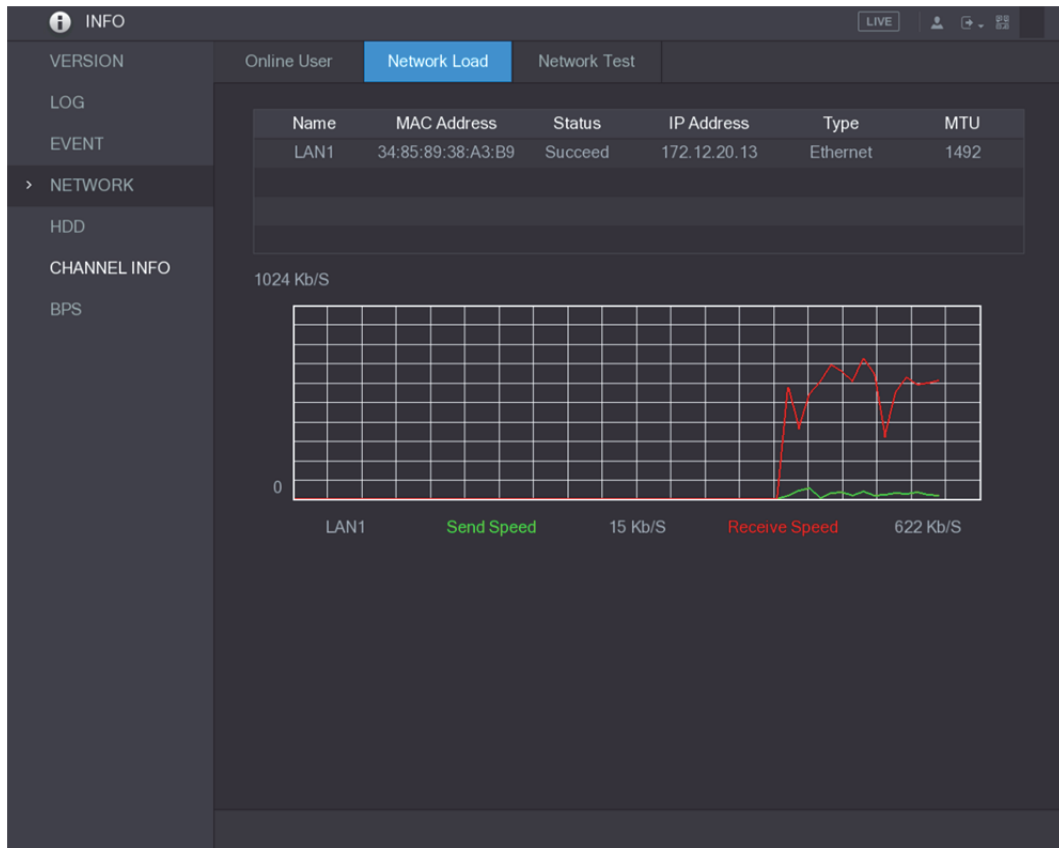 INFO LIVE
VERSION
LOG
EVENT
NETWORK
HDD
CHANNEL INFO
BPS
Online User Network Load Network Test
Name MAC Address Status IP Address Type MTU
LAN1 34:85:89:38:A3:B9 Succeed 172.12.20.13 Ethernet 1492
1024 Kb/S
0
LAN1 Send Speed 15 Kb/S Receive Speed 622 Kb/S